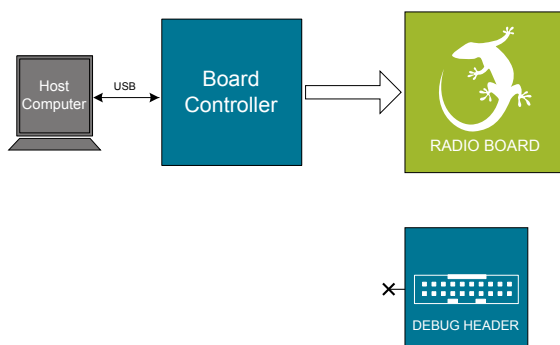 Host
Computer
USB
Board
Controller
RADIO BOARD
DEBUG HEADER